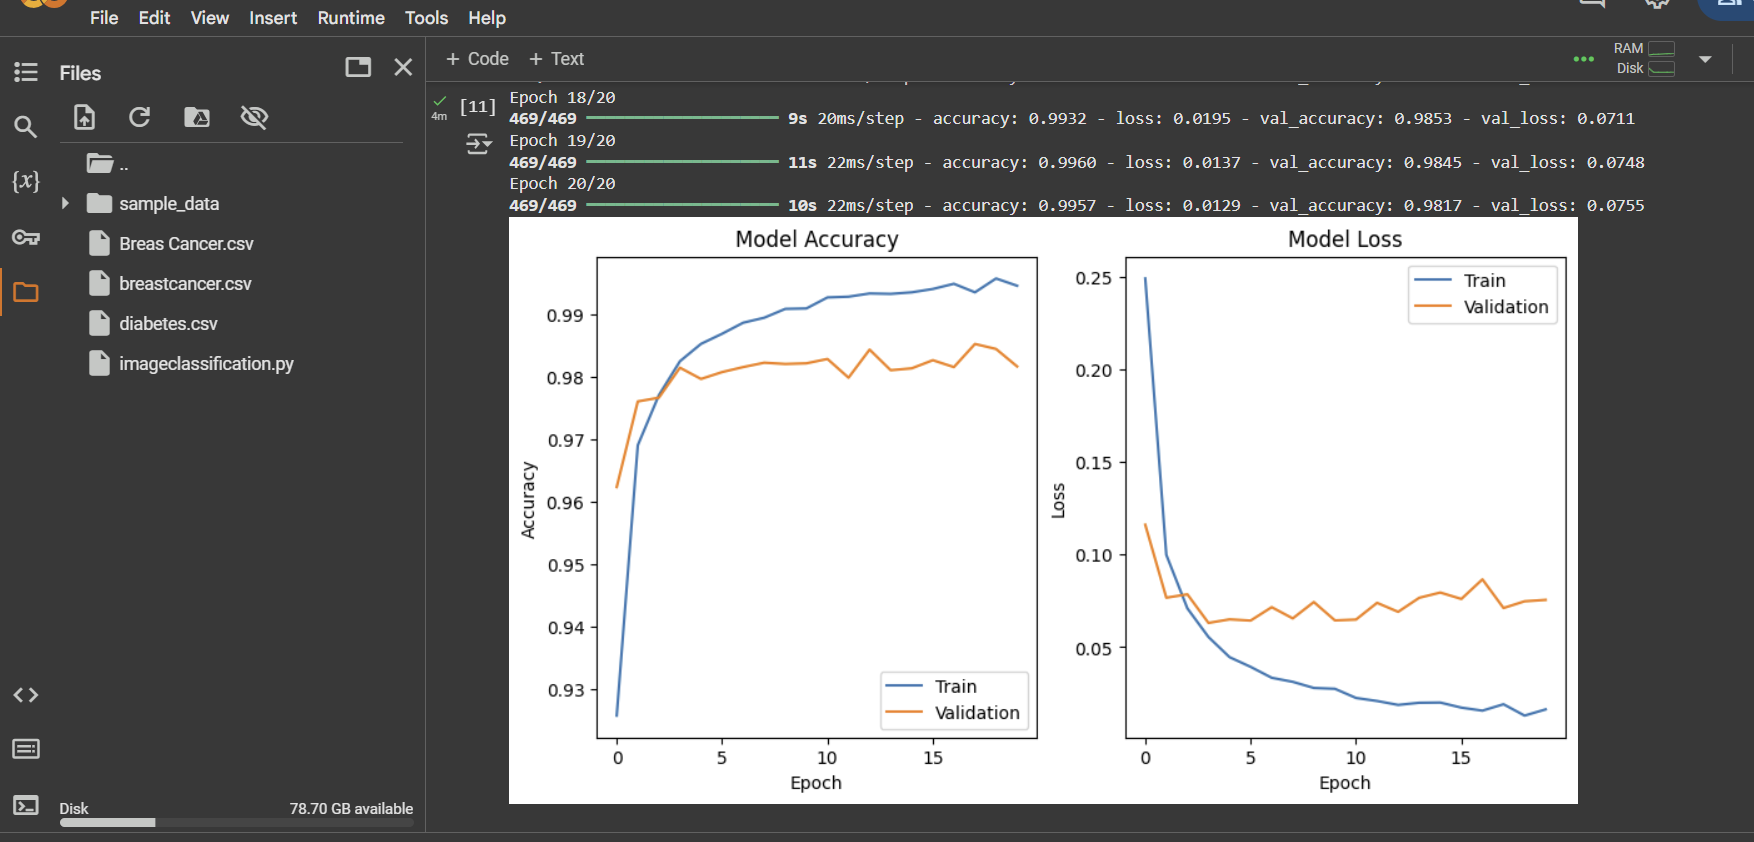 File Edit View Insert Runtime Tools Help
Files
+ Code + Text
RAM
Disk
..
sample_data
Breas Cancer.csv
breastcancer.csv
diabetes.csv
imageclassification.py
{x}
Disk 78.70 GB available
4m
[11]
Epoch 18/20
469/469 9s 20ms/step - accuracy: 0.9932 - loss: 0.0195 - val_accuracy: 0.9853 - val_loss: 0.0711
Epoch 19/20
469/469 11s 22ms/step - accuracy: 0.9960 - loss: 0.0137 - val_accuracy: 0.9845 - val_loss: 0.0748
Epoch 20/20
469/469 10s 22ms/step - accuracy: 0.9957 - loss: 0.0129 - val_accuracy: 0.9817 - val_loss: 0.0755
Model Accuracy
0.99
0.98
0.97
0.96
0.95
0.94
0.93
Accuracy
Train
Validation
0 5 10 15
Epoch
Model Loss
Train
Validation
0.25
0.20
0.15
0.10
0.05
Loss
0 5 10 15
Epoch